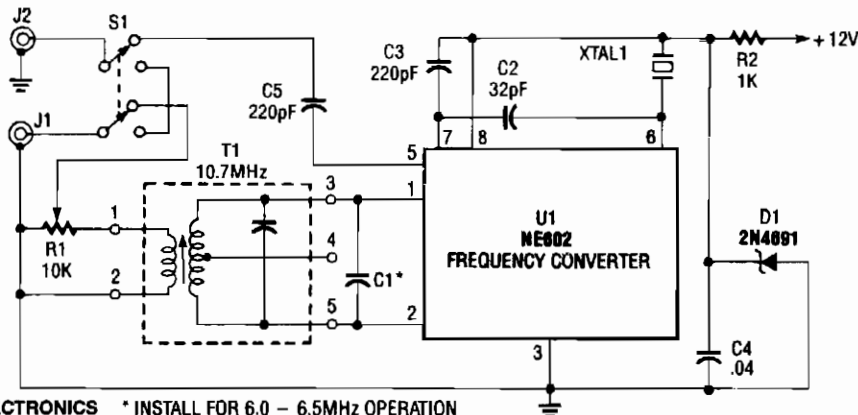 J2
S1
C3
220pF
C2
32pF
XTAL1
R2
1K
+ 12V
J1
C5
220pF
7
8
6
5
T1
10.7MHz
3
1
U1
NE602
FREQUENCY CONVERTER
D1
2N4691
1
R1
10K
4
C1*
2
5
2
3
C4
.04
CTRONICS * INSTALL FOR 6.0 – 6.5MHz OPERATION